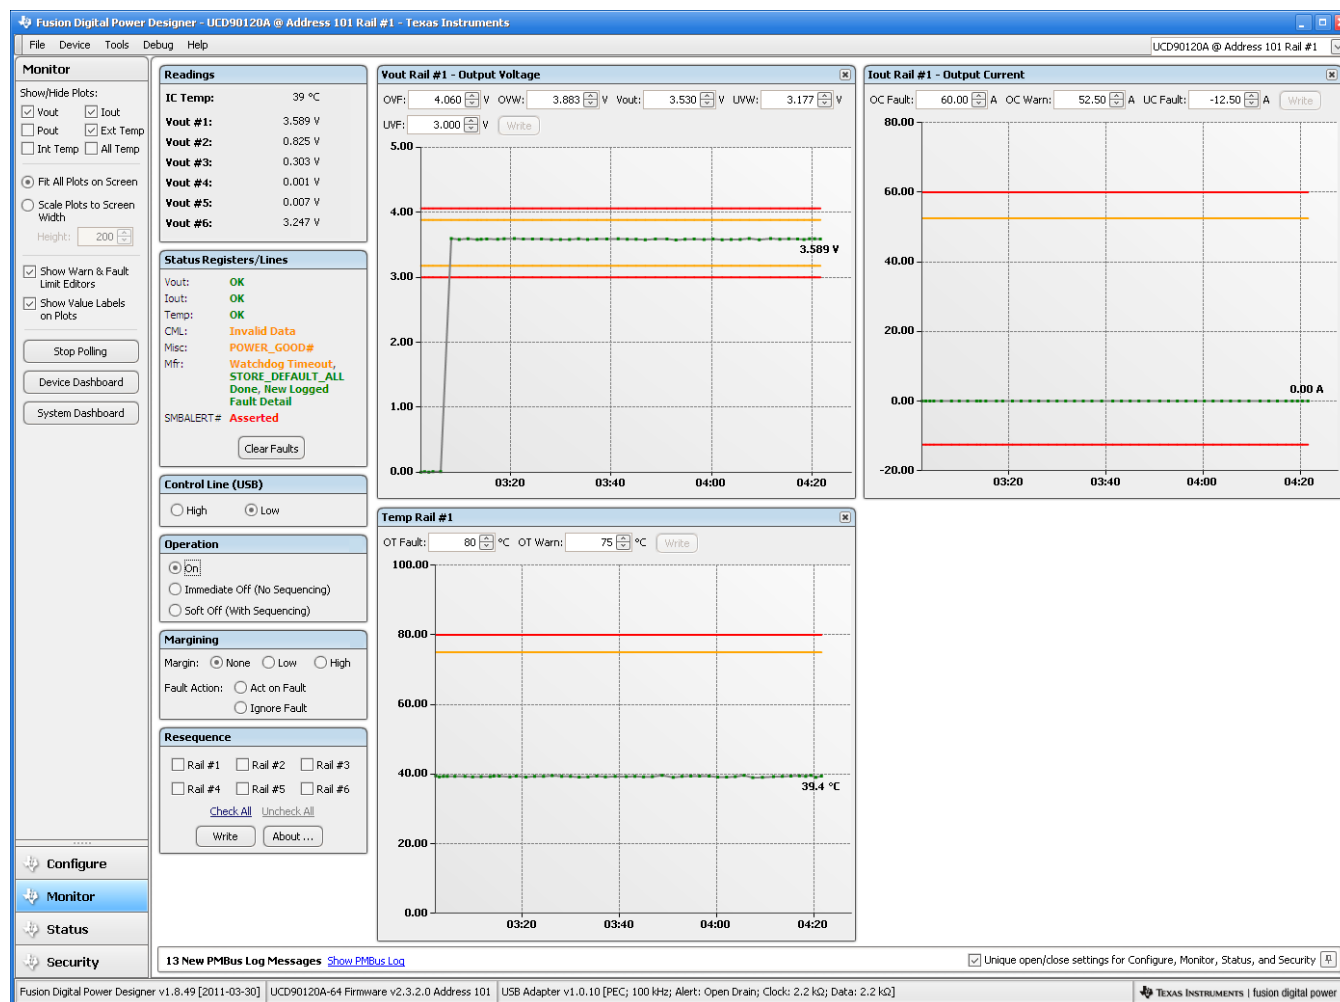 Fusion Digital Power Designer - UCD90120A @ Address 101 Rail #1 - Texas Instruments
File Device Tools Debug Help
UCD90120A @ Address 101 Rail #1
Monitor
Show/Hide Plots:
Vout Iout
Pout Ext Temp
Int Temp All Temp
Fit All Plots on Screen
Scale Plots to Screen
Width
Height: 200
Show Warn & Fault
Limit Editors
Show Value Labels
on Plots
Stop Polling
Device Dashboard
System Dashboard
Configure
Monitor
Status
Security
Readings
IC Temp: 39 °C
Vout #1: 3.589 V
Vout #2: 0.825 V
Vout #3: 0.303 V
Vout #4: 0.001 V
Vout #5: 0.007 V
Vout #6: 3.247 V
Status Registers/Lines
Vout: OK
Iout: OK
Temp: OK
CML: Invalid Data
Misc: POWER_GOOD#
Mfr: Watchdog Timeout,
STORE_DEFAULT_ALL
Done, New Logged
Fault Detail
SMBALERT# Asserted
Clear Faults
Control Line (USB)
High Low
Operation
On
Immediate Off (No Sequencing)
Soft Off (With Sequencing)
Margining
Margin: None Low High
Fault Action: Act on Fault
Ignore Fault
Resequence
Rail #1 Rail #2 Rail #3
Rail #4 Rail #5 Rail #6
Check All Uncheck All
Write About ...
Vout Rail #1 - Output Voltage
OVF: 4.060 V OVW: 3.883 V Vout: 3.530 V UVW: 3.177 V
UVF: 3.000 V Write
5.00
4.00
3.589 V
3.00
2.00
1.00
0.00
03:20 03:40 04:00 04:20
Iout Rail #1 - Output Current
OC Fault: 60.00 A OC Warn: 52.50 A UC Fault: -12.50 A Write
80.00
60.00
40.00
20.00
0.00 A
0.00
-20.00
03:20 03:40 04:00 04:20
Temp Rail #1
OT Fault: 80 °C OT Warn: 75 °C Write
100.00
80.00
60.00
40.00
39.4 °C
20.00
0.00
03:20 03:40 04:00 04:20
13 New PMBus Log Messages Show PMBus Log
Unique open/close settings for Configure, Monitor, Status, and Security
Fusion Digital Power Designer v1.8.49 [2011-03-30] UCD90120A-64 Firmware v2.3.2.0 Address 101 USB Adapter v1.0.10 [PEC; 100 kHz; Alert: Open Drain; Clock: 2.2 kΩ; Data: 2.2 kΩ]
TEXAS INSTRUMENTS | fusion digital power